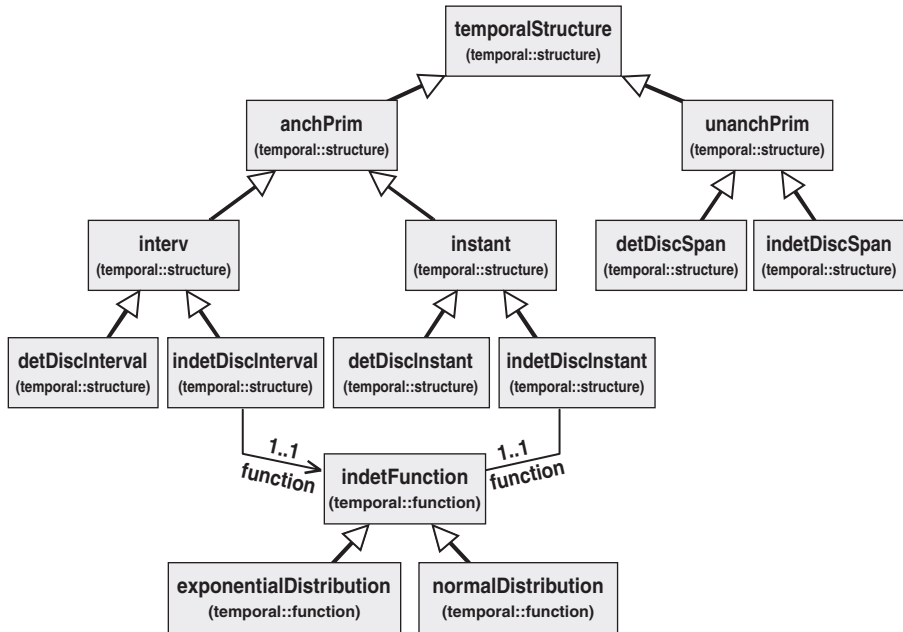 temporalStructure
(temporal::structure)
anchPrim
(temporal::structure)
unanchPrim
(temporal::structure)
interv
(temporal::structure)
instant
(temporal::structure)
detDiscSpan
(temporal::structure)
indetDiscSpan
(temporal::structure)
detDiscInterval
(temporal::structure)
indetDiscInterval
(temporal::structure)
detDiscInstant
(temporal::structure)
indetDiscInstant
(temporal::structure)
1..1
function
1..1
function
indetFunction
(temporal::function)
exponentialDistribution
(temporal::function)
normalDistribution
(temporal::function)